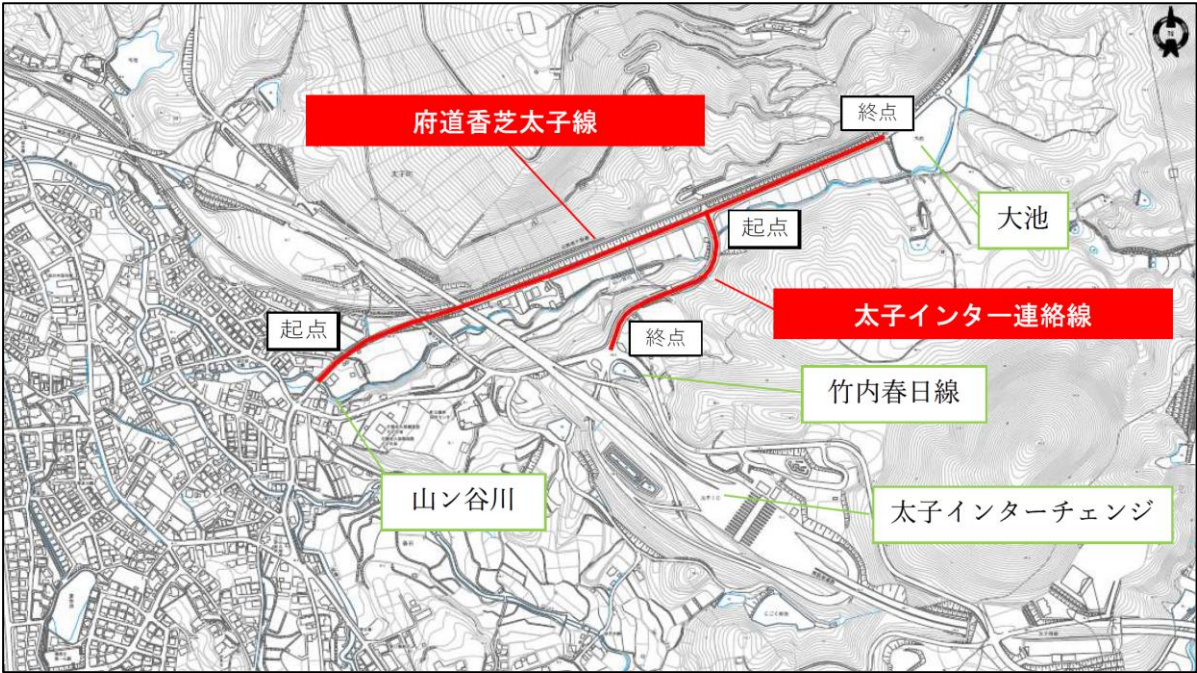 府道香芝太子線
終点
大池
起点
太子インター連絡線
起点
終点
竹内春日線
山ン谷川
太子インターチェンジ